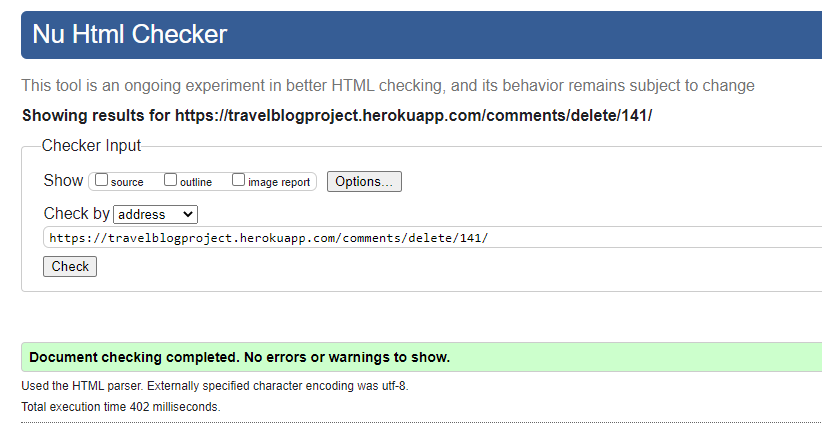 Nu Html Checker
This tool is an ongoing experiment in better HTML checking, and its behavior remains subject to change
Showing results for https://travelblogproject.herokuapp.com/comments/delete/141/
Checker Input
Show source outline image report Options...
Check by address
https://travelblogproject.herokuapp.com/comments/delete/141/
Check
Document checking completed. No errors or warnings to show.
Used the HTML parser. Externally specified character encoding was utf-8.
Total execution time 402 milliseconds.